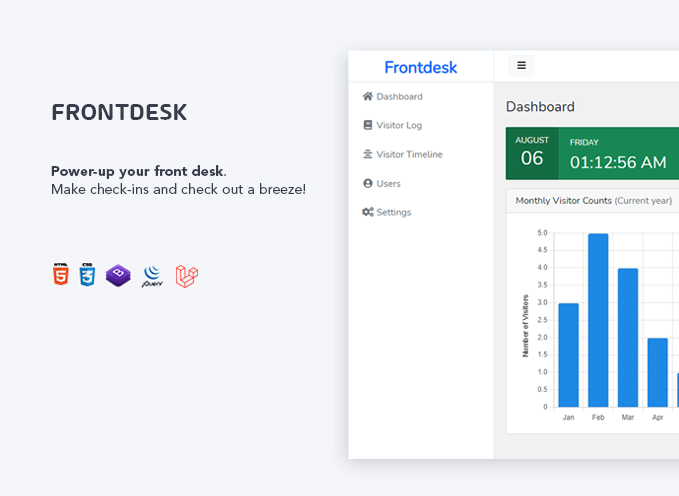 FRONTDESK
Power-up your front desk.
Make check-ins and check out a breeze!
HTML
5
CSS
3
B
jQuery
Frontdesk
Dashboard
Visitor Log
Visitor Timeline
Users
Settings
Dashboard
AUGUST
06
FRIDAY
01:12:56 AM
Monthly Visitor Counts (Current year)
Number of Visitors
5.0
4.5
4.0
3.5
3.0
2.5
2.0
1.5
1.0
0.5
0
Jan Feb Mar Apr